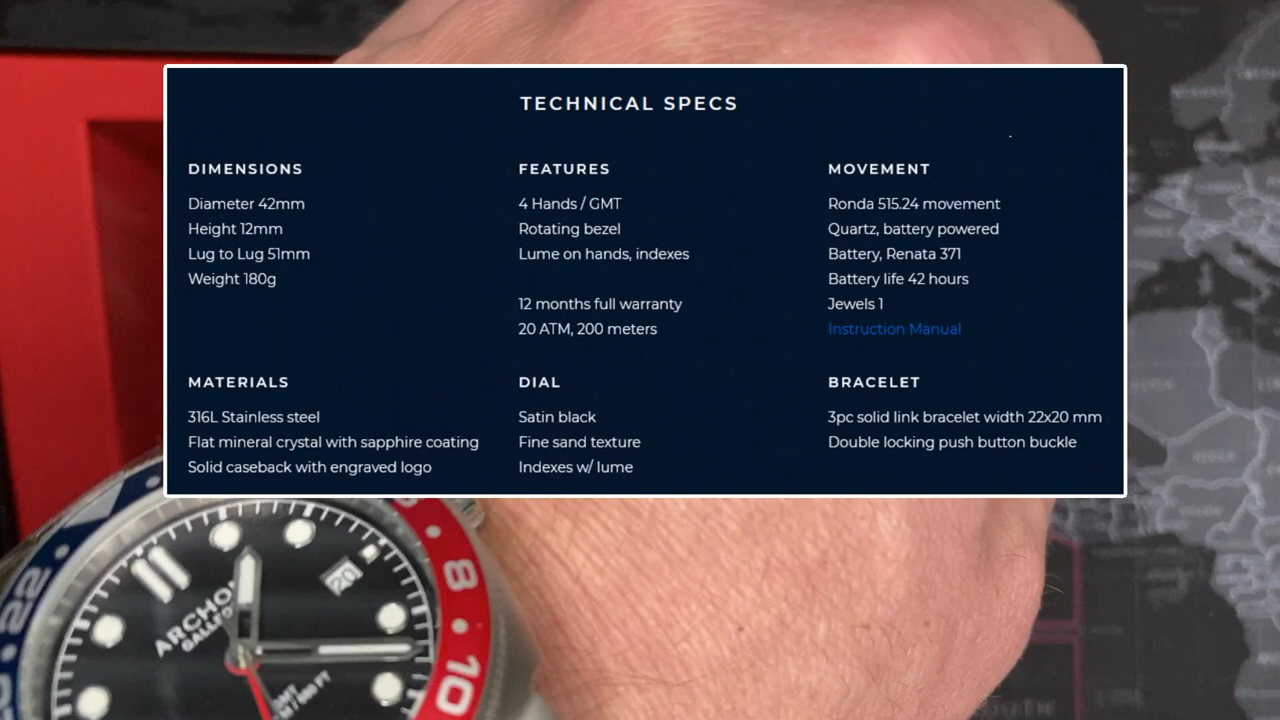 TECHNICAL SPECS
DIMENSIONS
Diameter 42mm
Height 12mm
Lug to Lug 51mm
Weight 180g
FEATURES
4 Hands / GMT
Rotating bezel
Lume on hands, indexes
12 months full warranty
20 ATM, 200 meters
MOVEMENT
Ronda 515.24 movement
Quartz, battery powered
Battery, Renata 371
Battery life 42 hours
Jewels 1
Instruction Manual
MATERIALS
316L Stainless steel
Flat mineral crystal with sapphire coating
Solid caseback with engraved logo
DIAL
Satin black
Fine sand texture
Indexes w/ lume
BRACELET
3pc solid link bracelet width 22x20 mm
Double locking push button buckle
22
8
10
20
GMT
FT